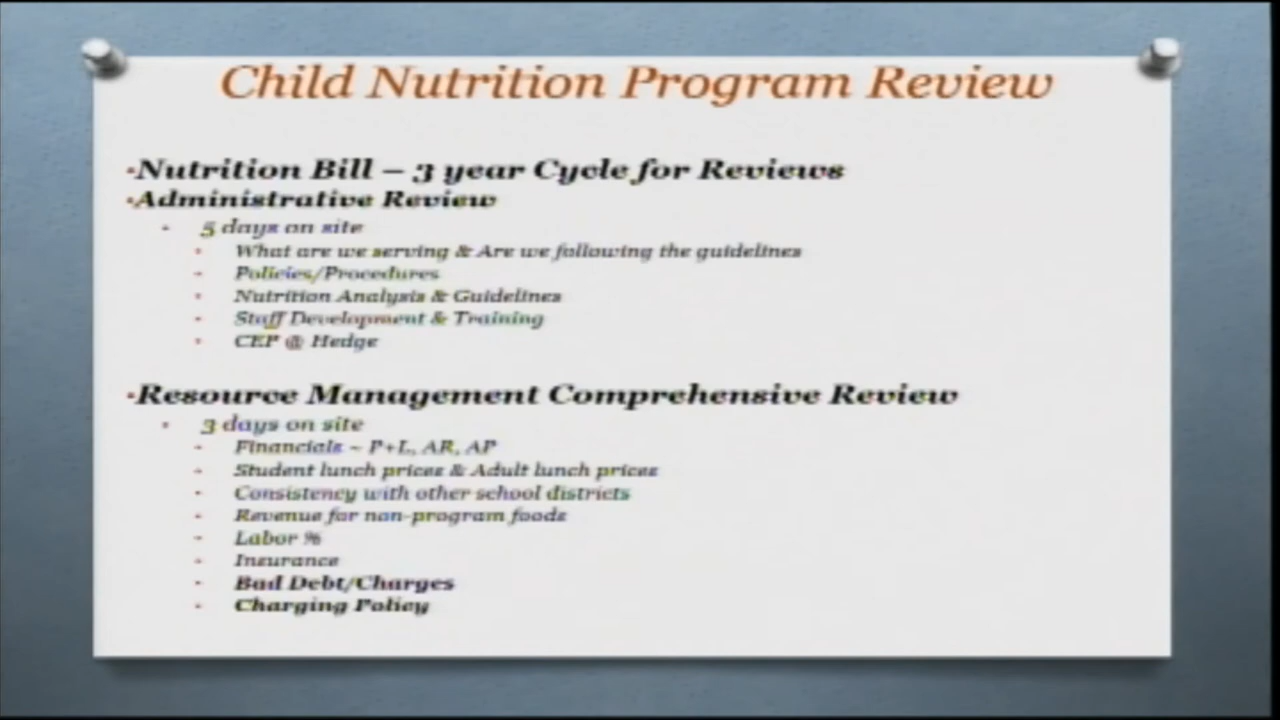 Child Nutrition Program Review
•Nutrition Bill – 3 year Cycle for Reviews
•Administrative Review
• 5 days on site
• What are we serving & Are we following the guidelines
• Policies/Procedures
• Nutrition Analysis & Guidelines
• Staff Development & Training
• CEP @ Hedge
•Resource Management Comprehensive Review
• 3 days on site
• Financials ~ P+L, AR, AP
• Student lunch prices & Adult lunch prices
• Consistency with other school districts
• Revenue for non-program foods
• Labor %
• Insurance
• Bad Debt/Charges
• Charging Policy